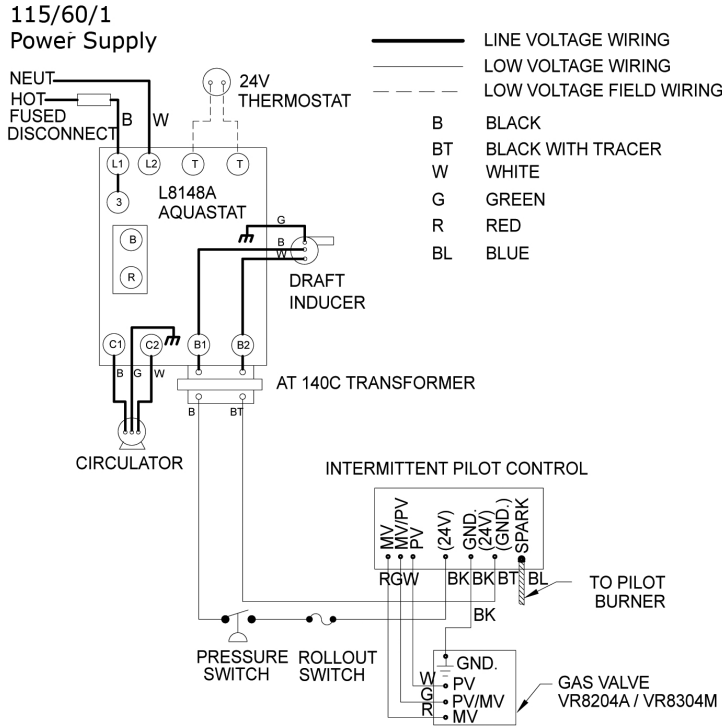 115/60/1
Power Supply
NEUT
HOT
FUSED
DISCONNECT
B W
24V
THERMOSTAT
LINE VOLTAGE WIRING
LOW VOLTAGE WIRING
LOW VOLTAGE FIELD WIRING
B BLACK
BT BLACK WITH TRACER
W WHITE
G GREEN
R RED
BL BLUE
L1 L2 T T
3
L8148A
AQUASTAT
B
R
G
B
W
DRAFT
INDUCER
C1 C2 B1 B2
B G W
AT 140C TRANSFORMER
B BT
CIRCULATOR
INTERMITTENT PILOT CONTROL
MV
MV/PV
PV
(24V)
GND.
(24V)
(GND.)
SPARK
R G W BK BK BT BL
TO PILOT
BURNER
BK
PRESSURE
SWITCH
ROLLOUT
SWITCH
GND.
W PV
G PV/MV
R MV
GAS VALVE
VR8204A / VR8304M